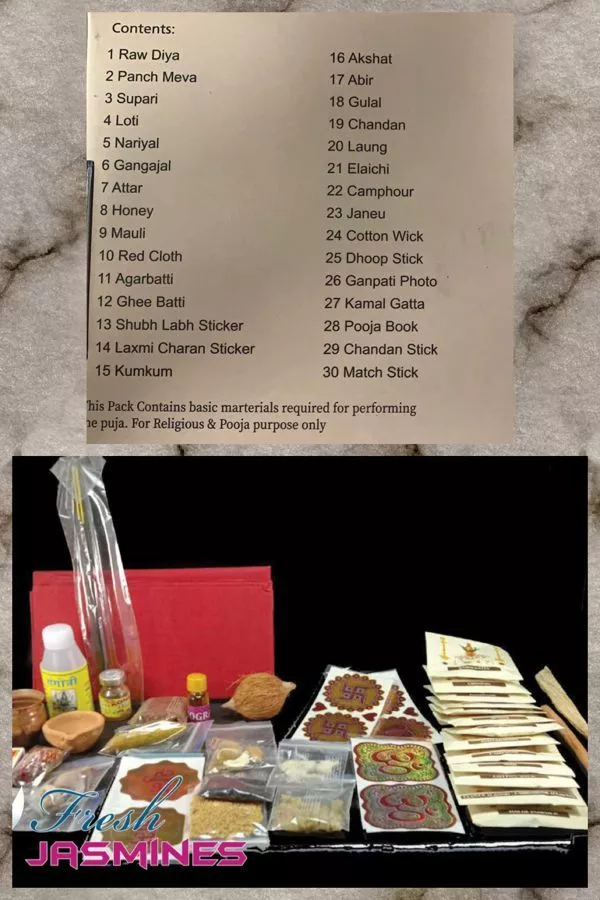 Contents:
1 Raw Diya
2 Panch Meva
3 Supari
4 Loti
5 Nariyal
6 Gangajal
7 Attar
8 Honey
9 Mauli
10 Red Cloth
11 Agarbatti
12 Ghee Batti
13 Shubh Labh Sticker
14 Laxmi Charan Sticker
15 Kumkum
16 Akshat
17 Abir
18 Gulal
19 Chandan
20 Laung
21 Elaichi
22 Camphour
23 Janeu
24 Cotton Wick
25 Dhoop Stick
26 Ganpati Photo
27 Kamal Gatta
28 Pooja Book
29 Chandan Stick
30 Match Stick
his Pack Contains basic marterials required for performing
e puja. For Religious & Pooja purpose only
Fresh
JASMINES